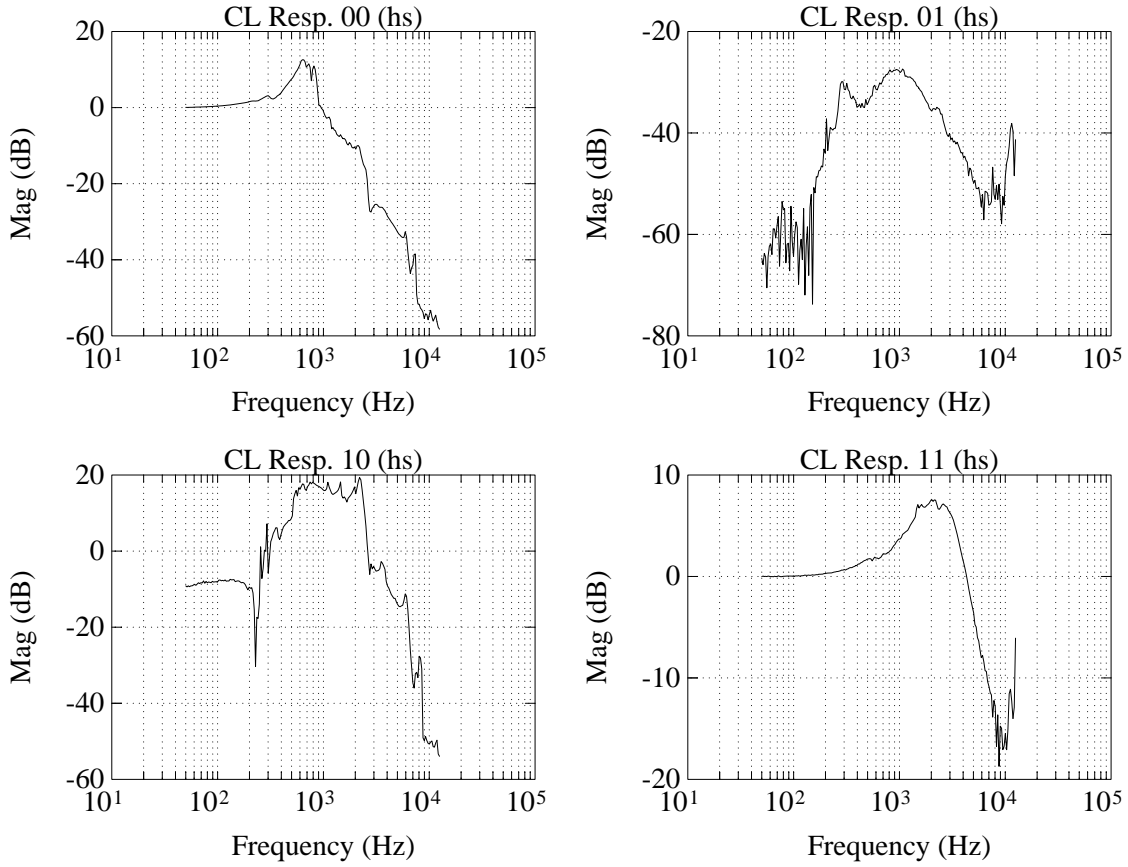 CL Resp. 00 (hs)
20
0
-20
-40
-60
Mag (dB)
10¹ 10² 10³ 10⁴ 10⁵
Frequency (Hz)
CL Resp. 01 (hs)
-20
-40
-60
-80
Mag (dB)
10¹ 10² 10³ 10⁴ 10⁵
Frequency (Hz)
CL Resp. 10 (hs)
20
0
-20
-40
-60
Mag (dB)
10¹ 10² 10³ 10⁴ 10⁵
Frequency (Hz)
CL Resp. 11 (hs)
10
0
-10
-20
Mag (dB)
10¹ 10² 10³ 10⁴ 10⁵
Frequency (Hz)